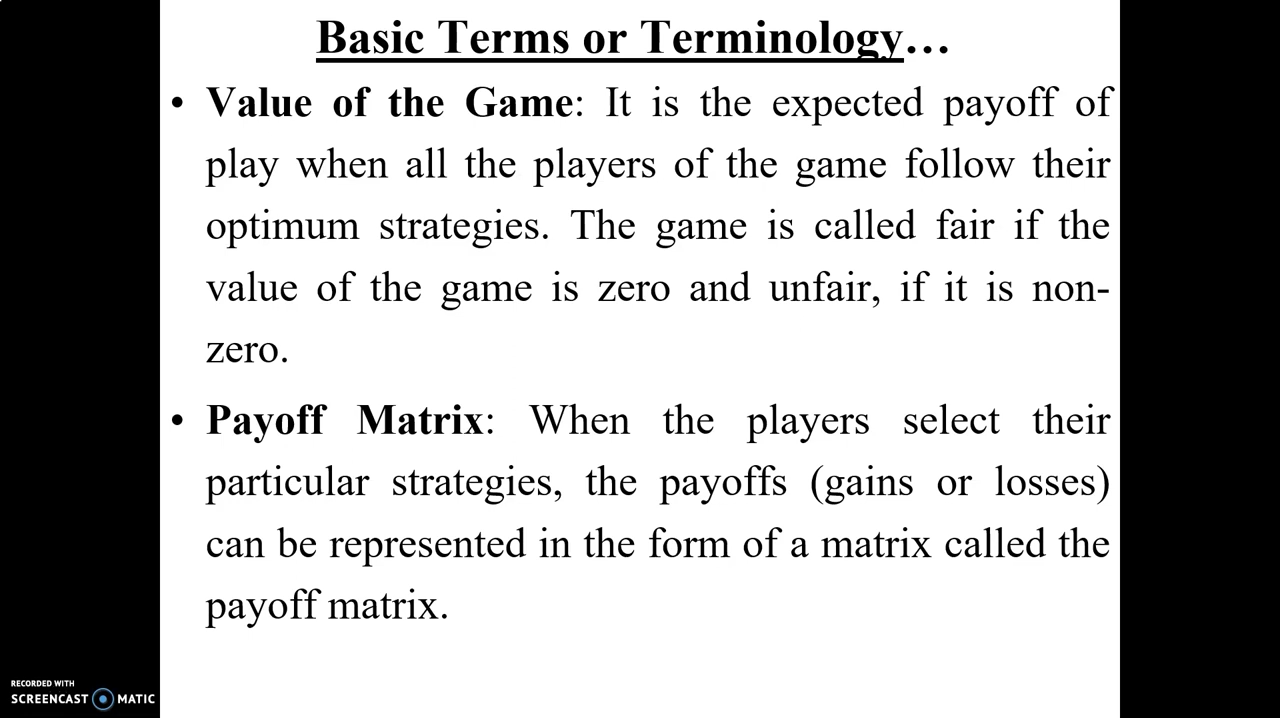 Basic Terms or Terminology…
• Value of the Game: It is the expected payoff of
play when all the players of the game follow their
optimum strategies. The game is called fair if the
value of the game is zero and unfair, if it is non-
zero.
• Payoff Matrix: When the players select their
particular strategies, the payoffs (gains or losses)
can be represented in the form of a matrix called the
payoff matrix.
RECORDED WITH
SCREENCAST MATIC